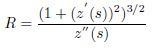 R = \frac{(1 + (z^{'}(s))^2)^{3/2}}{z^{''}(s)}